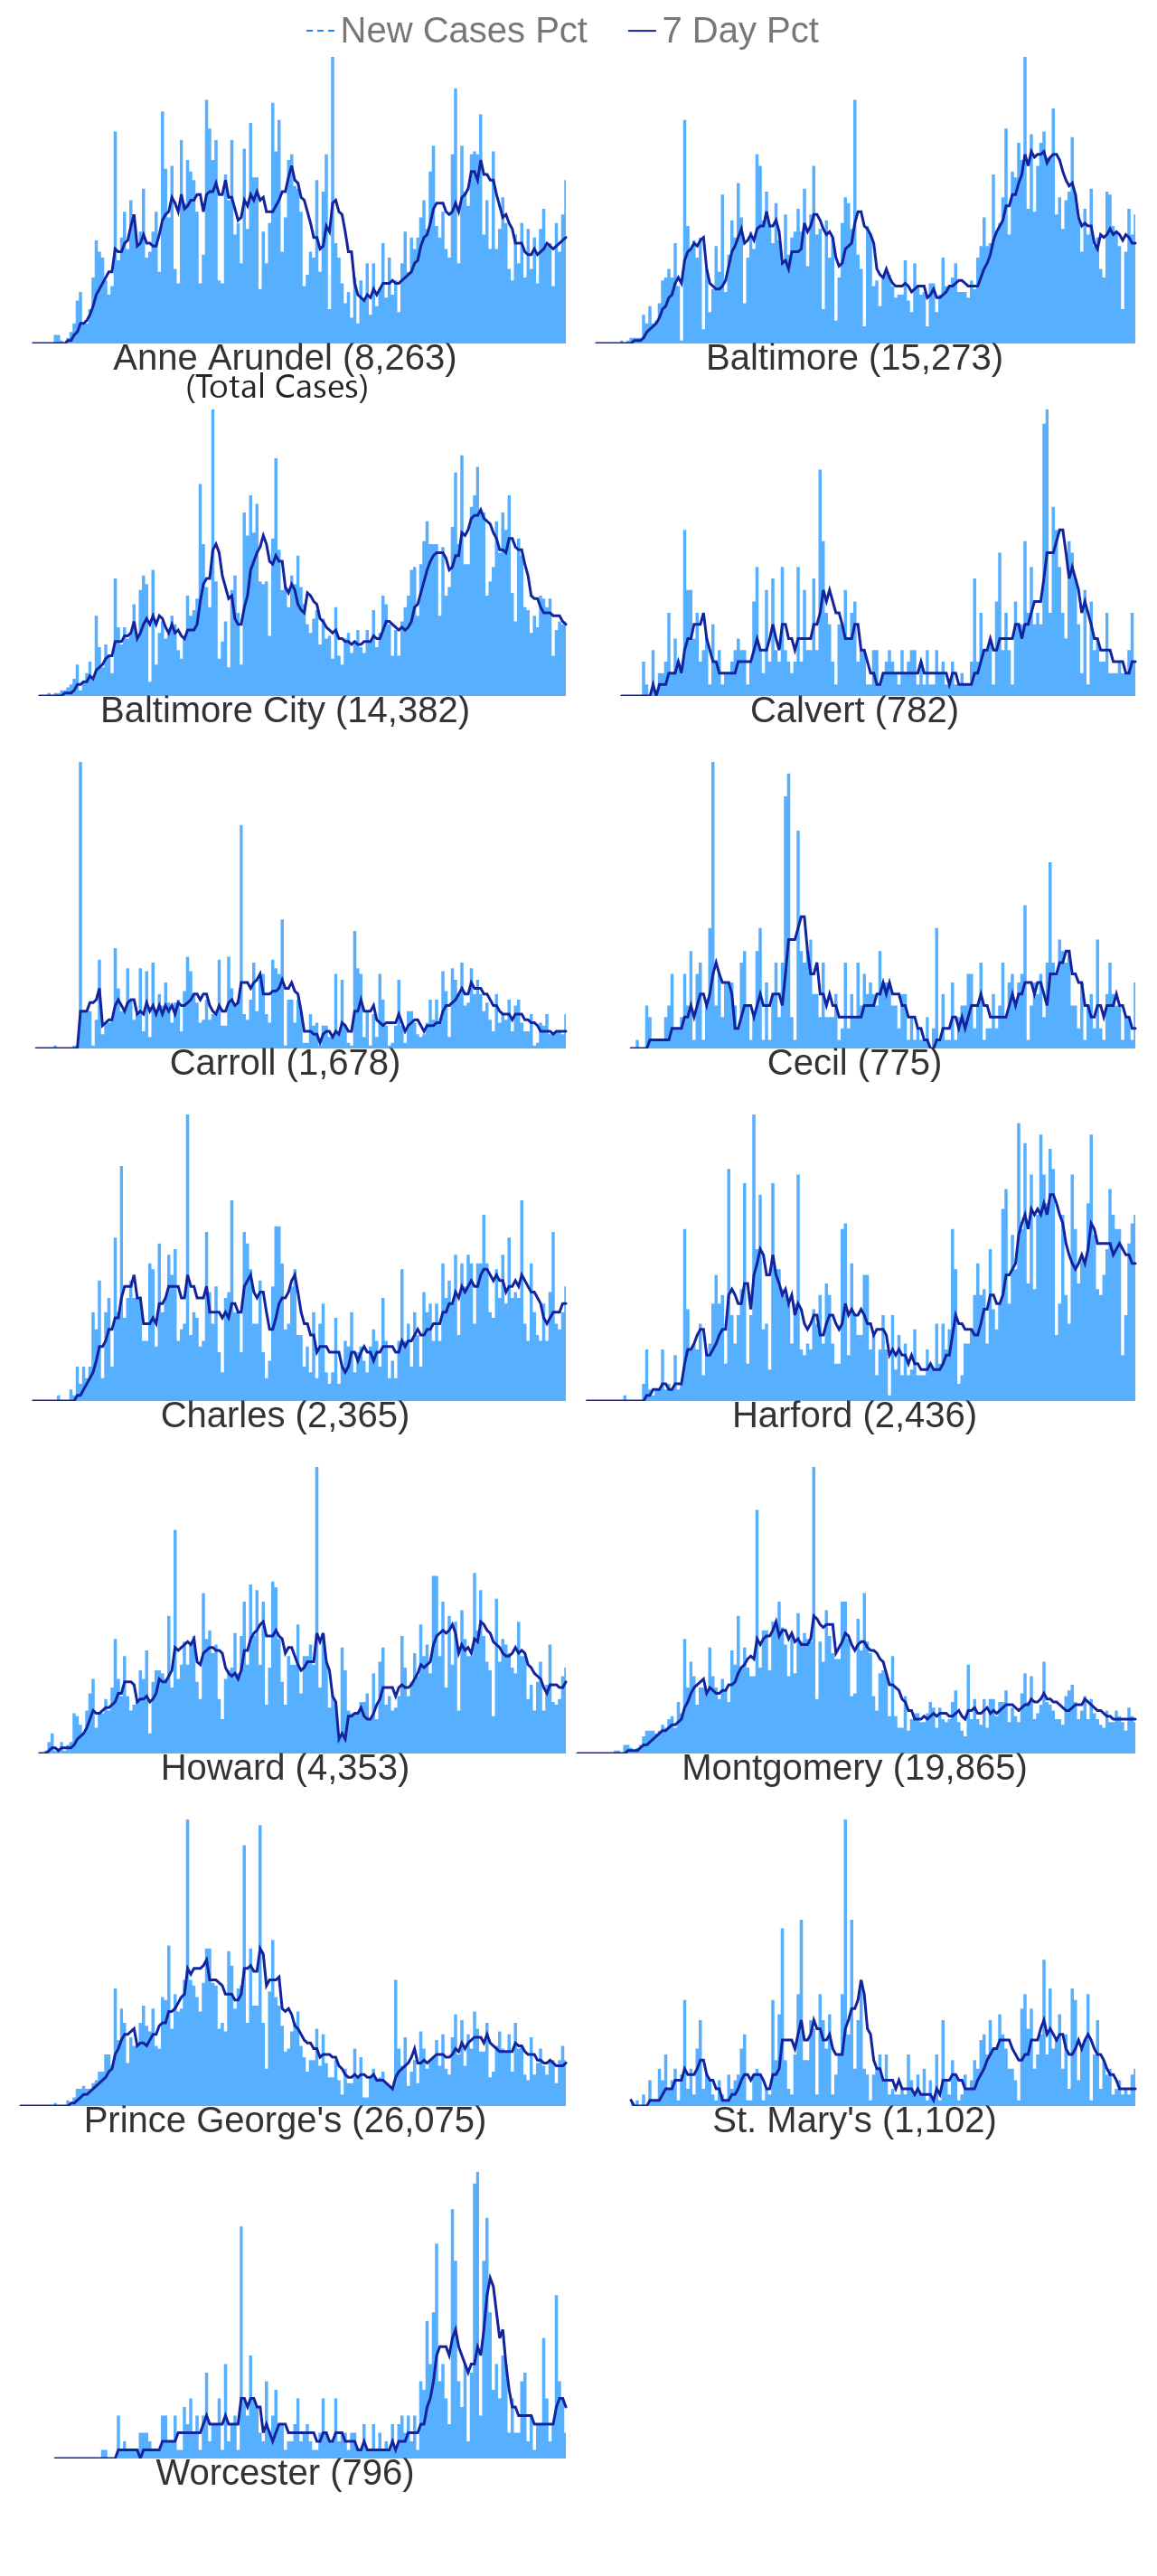 New Cases Pct 7 Day Pct
Anne Arundel (8,263) Baltimore (15,273)
(Total Cases)
Baltimore City (14,382) Calvert (782)
Carroll (1,678) Cecil (775)
Charles (2,365) Harford (2,436)
Howard (4,353) Montgomery (19,865)
Prince George's (26,075) St. Mary's (1,102)
Worcester (796)